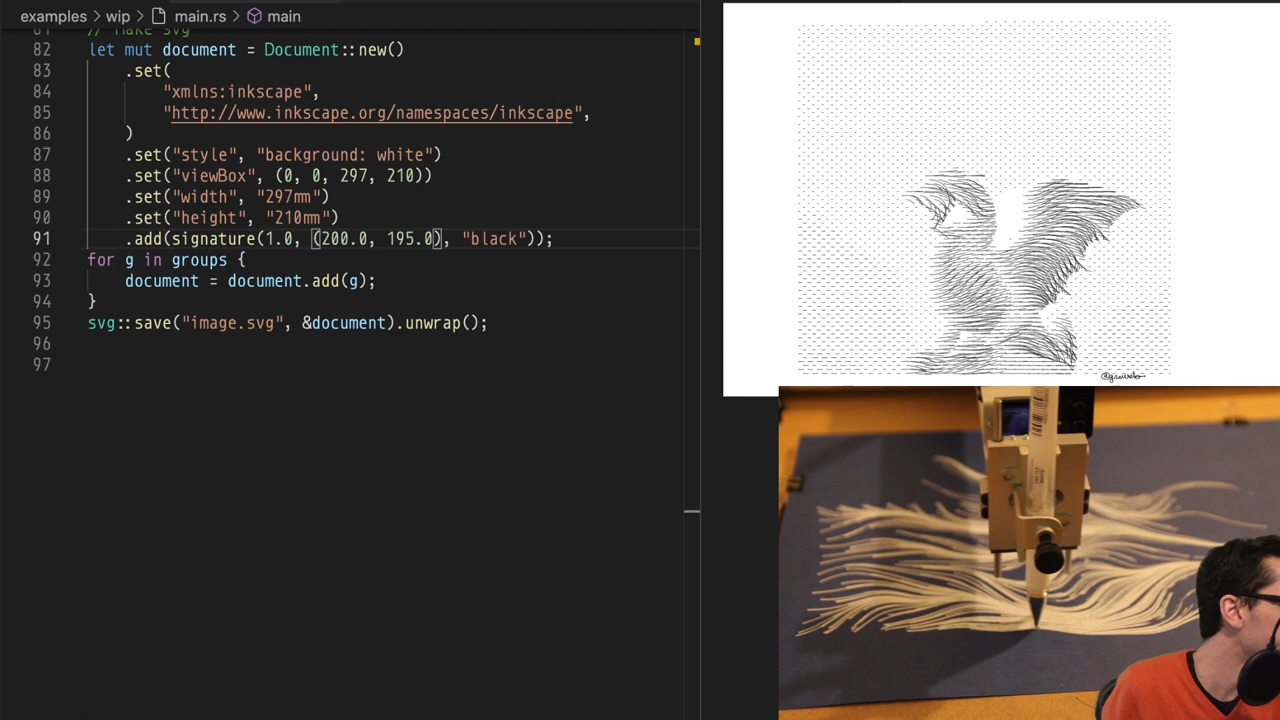 examples > wip > main.rs > main
81 // make svg
82 let mut document = Document::new()
83 .set(
84 "xmlns:inkscape",
85 "http://www.inkscape.org/namespaces/inkscape",
86 )
87 .set("style", "background: white")
88 .set("viewBox", (0, 0, 297, 210))
89 .set("width", "297mm")
90 .set("height", "210mm")
91 .add(signature(1.0, (200.0, 195.0), "black"));
92 for g in groups {
93 document = document.add(g);
94 }
95 svg::save("image.svg", &document).unwrap();
96
97